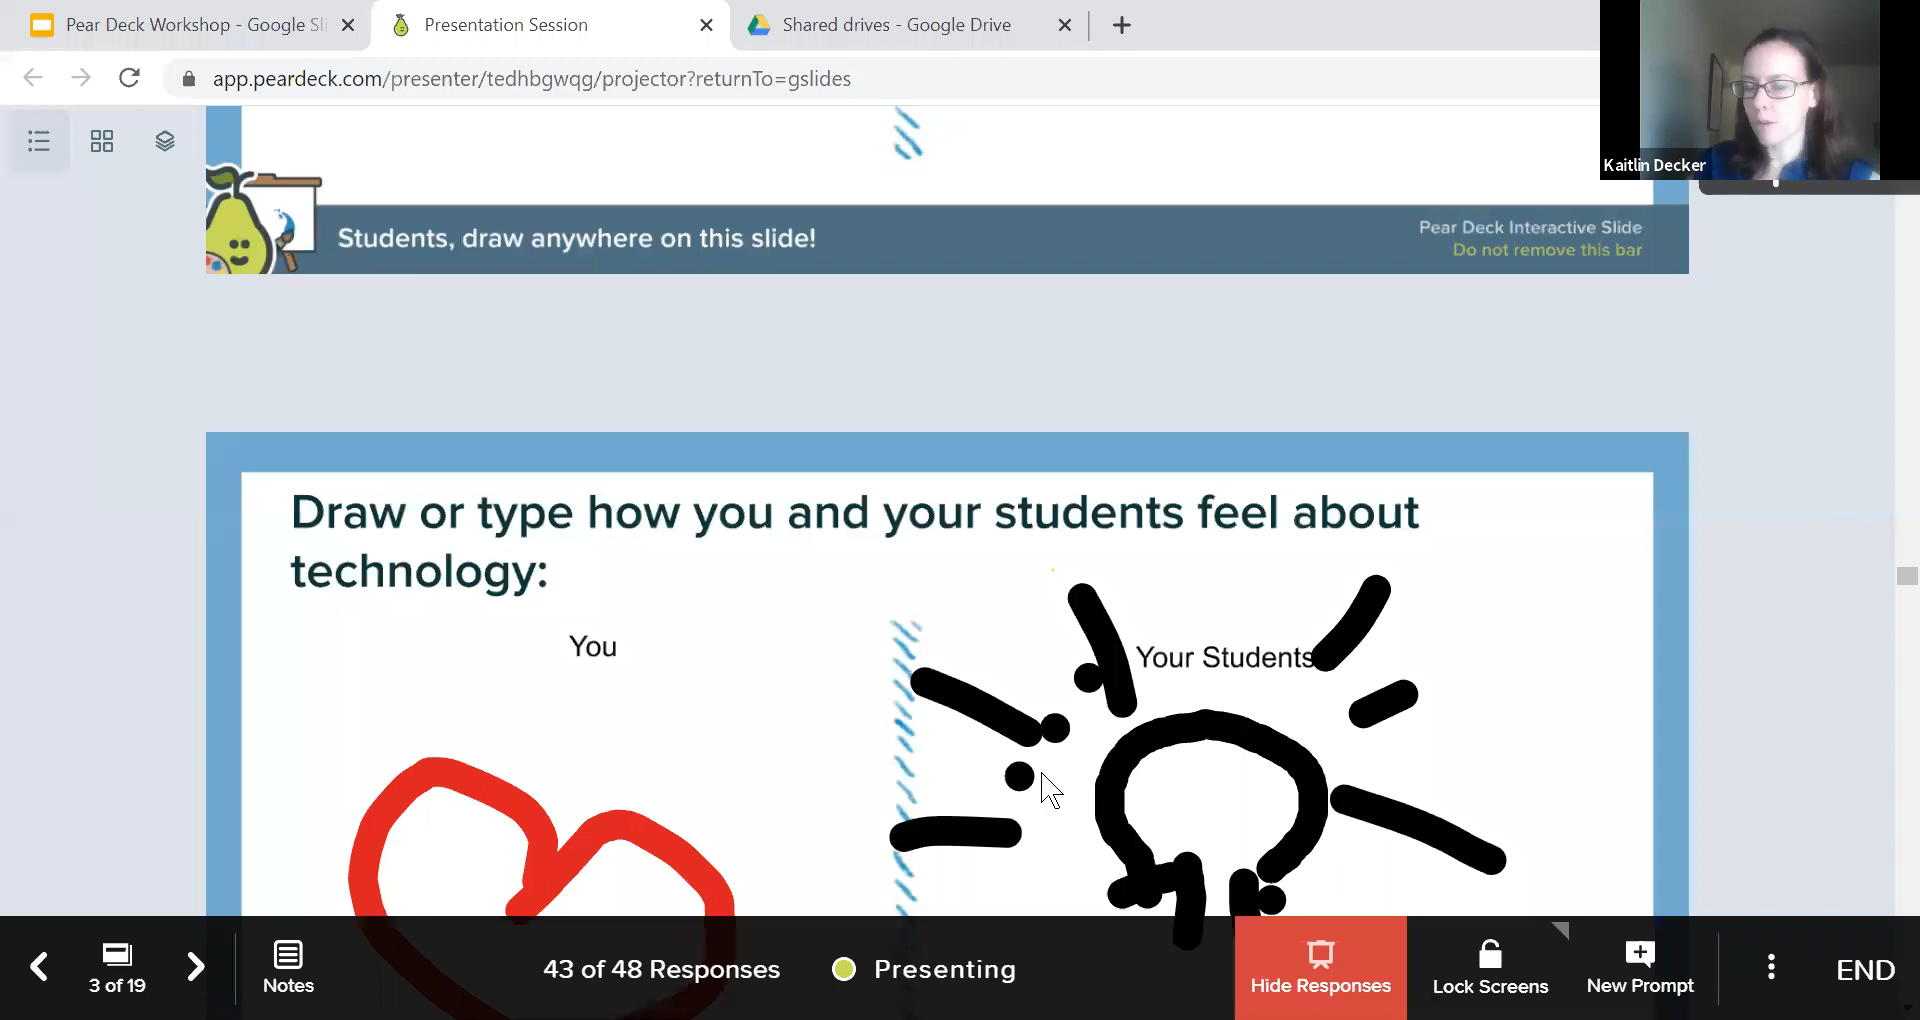 Pear Deck Workshop - Google Sli
Presentation Session
Shared drives - Google Drive
app.peardeck.com/presenter/tedhbgwqg/projector?returnTo=gslides
Kaitlin Decker
Students, draw anywhere on this slide!
Pear Deck Interactive Slide
Do not remove this bar
Draw or type how you and your students feel about
technology:
You
Your Students
3 of 19
Notes
43 of 48 Responses
Presenting
Hide Responses
Lock Screens
New Prompt
END